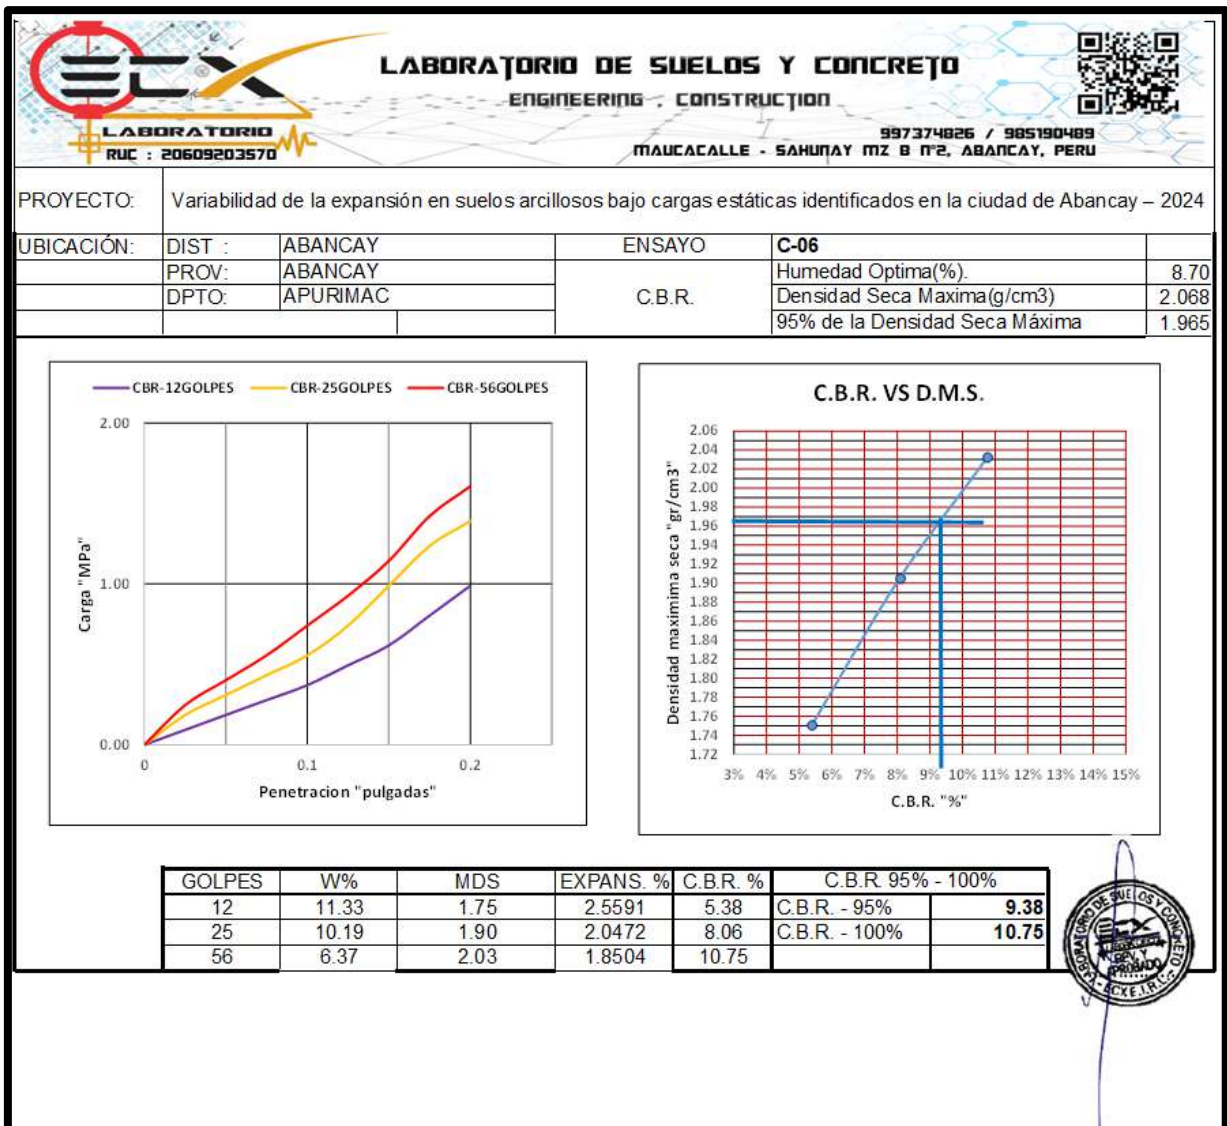 ECX
LABORATORIO
RUC : 20609203570
LABORATORIO DE SUELOS Y CONCRETO
ENGINEERING , CONSTRUCTION
997374826 / 985190489
MAUCACALLE - SAHUNAY MZ B N°2, ABANCAY, PERU
PROYECTO: Variabilidad de la expansión en suelos arcillosos bajo cargas estáticas identificados en la ciudad de Abancay – 2024
UBICACIÓN: DIST : ABANCAY ENSAYO C-06
PROV: ABANCAY C.B.R. Humedad Optima(%). 8.70
DPTO: APURIMAC Densidad Seca Maxima(g/cm3) 2.068
95% de la Densidad Seca Máxima 1.965
CBR-12GOLPES CBR-25GOLPES CBR-56GOLPES
2.00
1.00
0.00
0 0.1 0.2
Carga "MPa"
Penetracion "pulgadas"
C.B.R. VS D.M.S.
Densidad maximima seca "gr/cm3"
2.06
2.04
2.02
2.00
1.98
1.96
1.94
1.92
1.90
1.88
1.86
1.84
1.82
1.80
1.78
1.76
1.74
1.72
3% 4% 5% 6% 7% 8% 9% 10% 11% 12% 13% 14% 15%
C.B.R. "%"
GOLPES W% MDS EXPANS. % C.B.R. % C.B.R. 95% - 100%
12 11.33 1.75 2.5591 5.38 C.B.R. - 95% 9.38
25 10.19 1.90 2.0472 8.06 C.B.R. - 100% 10.75
56 6.37 2.03 1.8504 10.75
LABORATORIO DE SUELOS Y CONCRETO
ECX E.I.R.L.